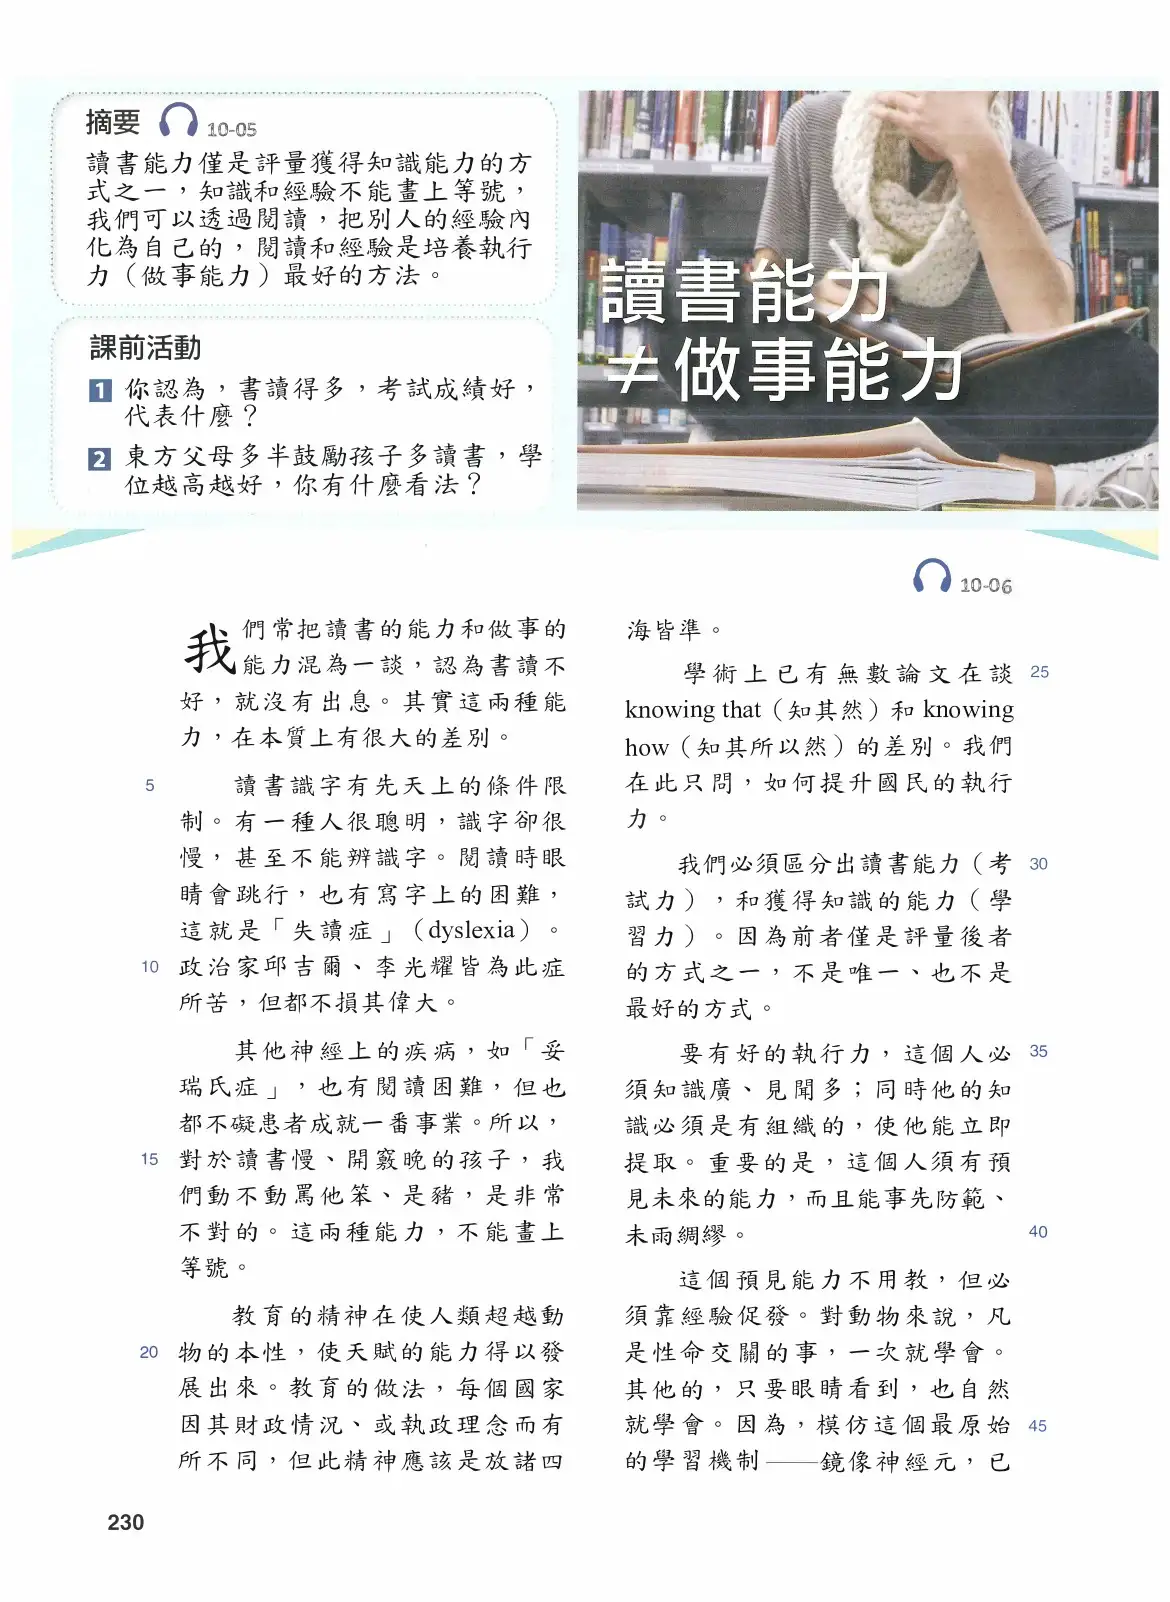 摘要
10-05
讀書能力僅是評量獲得知識能力的方
式之一，知識和經驗不能畫上等號，
我們可以透過閱讀，把別人的經驗內
化為自己的，閱讀和經驗是培養執行
力（做事能力）最好的方法。
課前活動
1 你認為，書讀得多，考試成績好，
代表什麼？
2 東方父母多半鼓勵孩子多讀書，學
位越高越好，你有什麼看法？
讀書能力
≠做事能力
10-06
我們常把讀書的能力和做事的
能力混為一談，認為書讀不
好，就沒有出息。其實這兩種能
力，在本質上有很大的差別。
5 讀書識字有先天上的條件限
制。有一種人很聰明，識字卻很
慢，甚至不能辨識字。閱讀時眼
睛會跳行，也有寫字上的困難，
這就是「失讀症」（dyslexia）。
10 政治家邱吉爾、李光耀皆為此症
所苦，但都不損其偉大。
其他神經上的疾病，如「妥
瑞氏症」，也有閱讀困難，但也
都不礙患者成就一番事業。所以，
15 對於讀書慢、開竅晚的孩子，我
們動不動罵他笨、是豬，是非常
不對的。這兩種能力，不能畫上
等號。
教育的精神在使人類超越動
20 物的本性，使天賦的能力得以發
展出來。教育的做法，每個國家
因其財政情況、或執政理念而有
所不同，但此精神應該是放諸四
海皆準。
學術上已有無數論文在談 25
knowing that（知其然）和 knowing
how（知其所以然）的差別。我們
在此只問，如何提升國民的執行
力。
我們必須區分出讀書能力（考 30
試力），和獲得知識的能力（學
習力）。因為前者僅是評量後者
的方式之一，不是唯一、也不是
最好的方式。
要有好的執行力，這個人必 35
須知識廣、見聞多；同時他的知
識必須是有組織的，使他能立即
提取。重要的是，這個人須有預
見未來的能力，而且能事先防範、
未雨綢繆。 40
這個預見能力不用教，但必
須靠經驗促發。對動物來說，凡
是性命交關的事，一次就學會。
其他的，只要眼睛看到，也自然
就學會。因為，模仿這個最原始 45
的學習機制——鏡像神經元，已
230